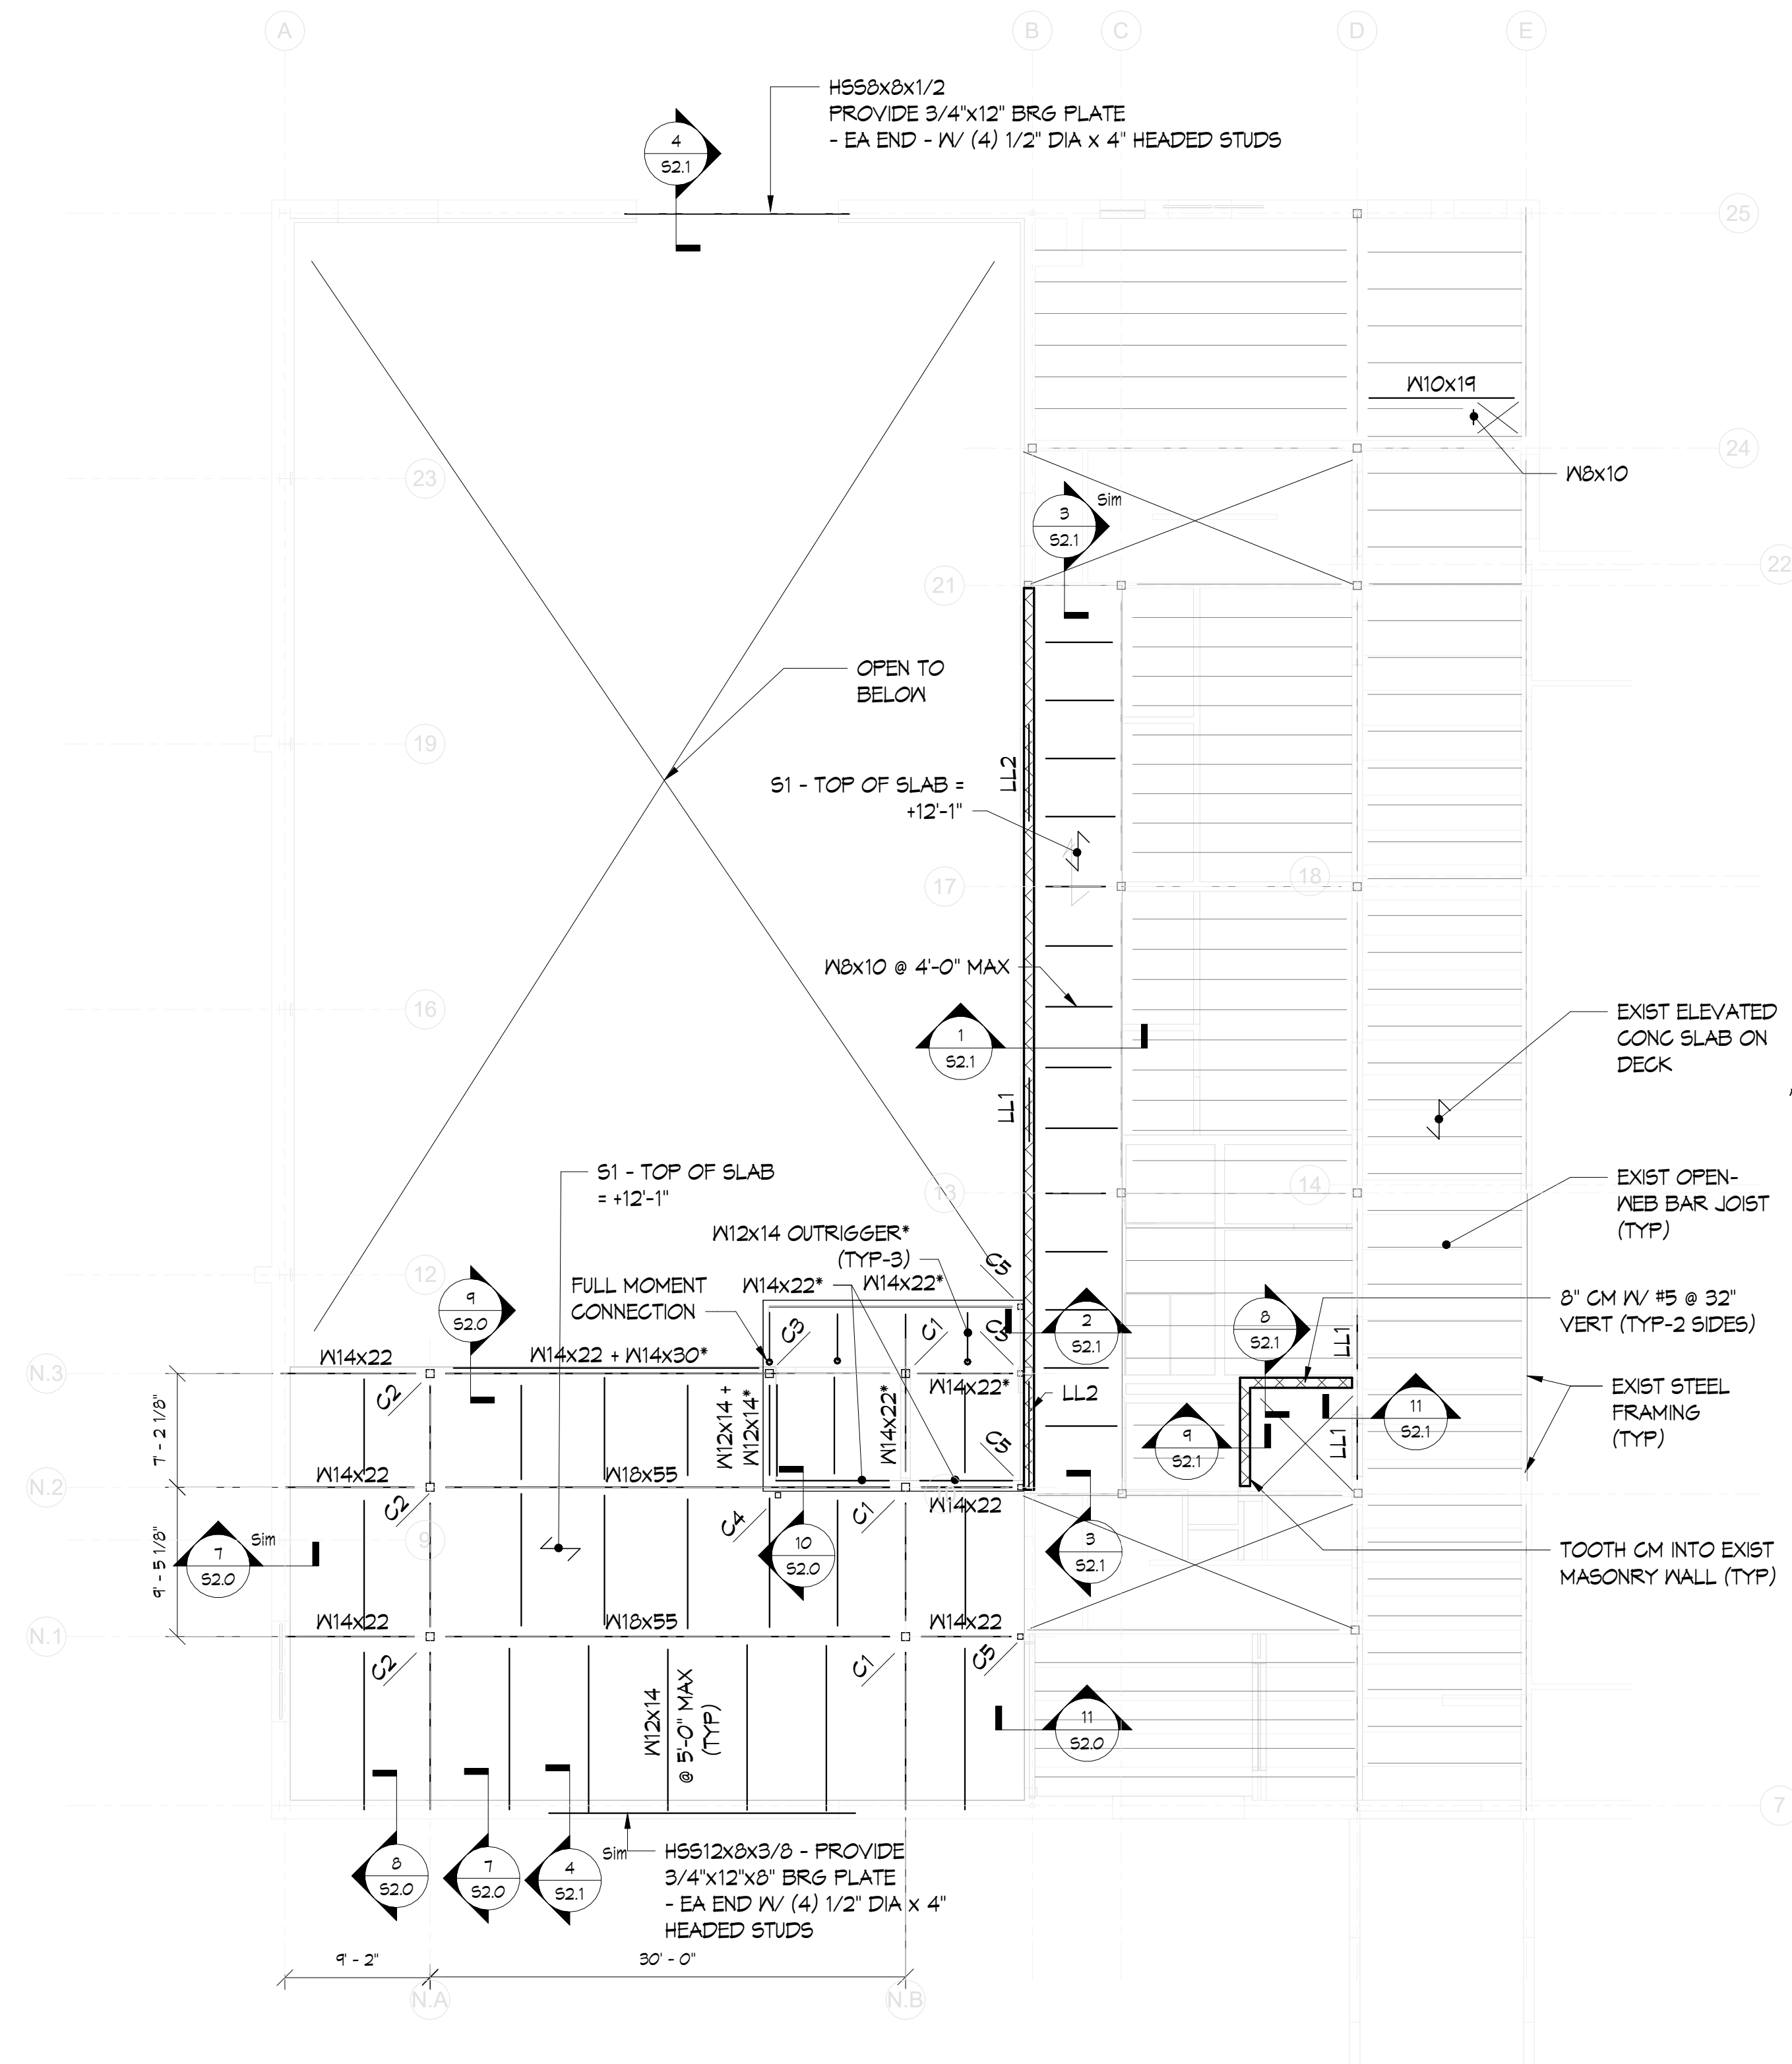 A
B
C
D
E
HSS8x8x1/2
PROVIDE 3/4"x12" BRG PLATE
- EA END - W/ (4) 1/2" DIA x 4" HEADED STUDS
4
S2.1
25
W10x19
24
W8x10
23
3
S2.1
Sim
22
21
OPEN TO
BELOW
19
LL2
S1 - TOP OF SLAB =
+12'-1"
17
18
W8x10 @ 4'-0" MAX
16
1
S2.1
EXIST ELEVATED
CONC SLAB ON
DECK
LL1
S1 - TOP OF SLAB
= +12'-1"
13
14
EXIST OPEN-
WEB BAR JOIST
(TYP)
W12x14 OUTRIGGER*
(TYP-3)
C5
12
FULL MOMENT
CONNECTION
W14x22*
W14x22*
9
S2.0
2
S2.1
8
S2.1
LL1
8" CM W/ #5 @ 32"
VERT (TYP-2 SIDES)
C3
C1
C5
N.3
W14x22
W14x22 + W14x30*
C2
W14x22*
W12x14 +
W12x14*
W14x22*
LL2
EXIST STEEL
FRAMING
(TYP)
11
S2.1
9
S2.1
LL1
C5
7' - 2 1/8"
N.2
W14x22
W18x55
W14x22
C2
C4
C1
9
7
S2.0
Sim
9' - 5 1/8"
10
S2.0
3
S2.1
TOOTH CM INTO EXIST
MASONRY WALL (TYP)
N.1
W14x22
W18x55
W14x22
C2
C1
C5
W12x14
@ 5'-0" MAX
(TYP)
11
S2.0
7
8
S2.0
7
S2.0
4
S2.1
Sim
HSS12x8x3/8 - PROVIDE
3/4"x12"x8" BRG PLATE
- EA END W/ (4) 1/2" DIA x 4"
HEADED STUDS
9' - 2"
30' - 0"
N.A
N.B